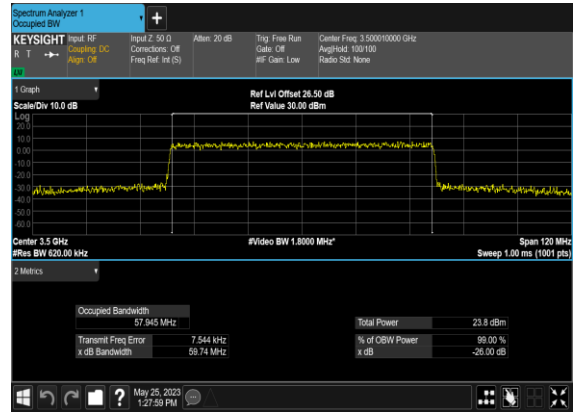 Spectrum Analyzer 1
Occupied BW
+
KEYSIGHT Input: RF Input Z: 50 Ω Atten: 20 dB Trig: Free Run Center Freq: 3.500010000 GHz
R T Coupling: DC Corrections: Off Gate: Off Avg|Hold: 100/100
Align: Off Freq Ref: Int (S) #IF Gain: Low Radio Std: None
LXI
1 Graph
Ref Lvl Offset 26.50 dB
Scale/Div 10.0 dB Ref Value 30.00 dBm
Log
20.0
10.0
0.00
-10.0
-20.0
-30.0
-40.0
-50.0
-60.0
Center 3.5 GHz #Video BW 1.8000 MHz* Span 120 MHz
#Res BW 620.00 kHz Sweep 1.00 ms (1001 pts)
2 Metrics
Occupied Bandwidth
57.945 MHz Total Power 23.8 dBm
Transmit Freq Error 7.544 kHz % of OBW Power 99.00 %
x dB Bandwidth 59.74 MHz x dB -26.00 dB
? May 25, 2023
1:27:59 PM